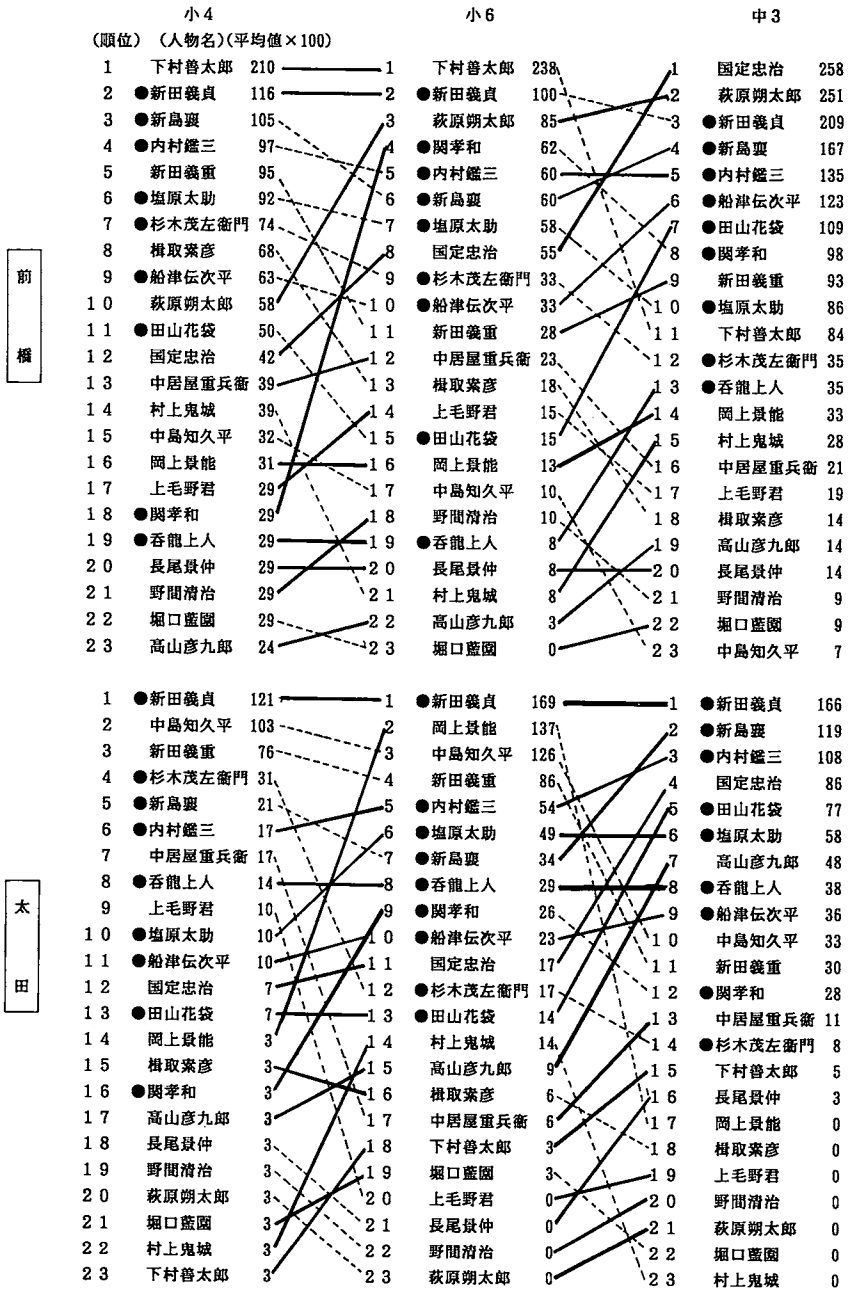 小4 小6 中3
(順位) (人物名)(平均値×100)
1 下村善太郎 210 1 下村善太郎 238 1 国定忠治 258
2 ●新田義貞 116 2 ●新田義貞 100 2 萩原朔太郎 251
3 ●新島襄 105 3 萩原朔太郎 85 3 ●新田義貞 209
4 ●内村鑑三 97 4 ●関孝和 62 4 ●新島襄 167
5 新田義重 95 5 ●内村鑑三 60 5 ●内村鑑三 135
6 ●塩原太助 92 6 ●新島襄 60 6 ●船津伝次平 123
7 ●杉木茂左衛門 74 7 ●塩原太助 58 7 ●田山花袋 109
8 楫取素彦 68 8 国定忠治 55 8 ●関孝和 98
9 ●船津伝次平 63 9 ●杉木茂左衛門 33 9 新田義重 93
10 萩原朔太郎 58 10 ●船津伝次平 33 10 ●塩原太助 86
11 ●田山花袋 50 11 新田義重 28 11 下村善太郎 84
12 国定忠治 42 12 中居屋重兵衛 23 12 ●杉木茂左衛門 35
13 中居屋重兵衛 39 13 楫取素彦 18 13 ●呑龍上人 35
14 村上鬼城 39 14 上毛野君 15 14 岡上景能 33
15 中島知久平 32 15 ●田山花袋 15 15 村上鬼城 28
16 岡上景能 31 16 岡上景能 13 16 中居屋重兵衛 21
17 上毛野君 29 17 中島知久平 10 17 上毛野君 19
18 ●関孝和 29 18 野間清治 10 18 楫取素彦 14
19 ●呑龍上人 29 19 ●呑龍上人 8 19 高山彦九郎 14
20 長尾景仲 29 20 長尾景仲 8 20 長尾景仲 14
21 野間清治 29 21 村上鬼城 8 21 野間清治 9
22 堀口藍園 29 22 高山彦九郎 3 22 堀口藍園 9
23 高山彦九郎 24 23 堀口藍園 0 23 中島知久平 7
前橋
1 ●新田義貞 121 1 ●新田義貞 169 1 ●新田義貞 166
2 中島知久平 103 2 岡上景能 137 2 ●新島襄 119
3 新田義重 76 3 中島知久平 126 3 ●内村鑑三 108
4 ●杉木茂左衛門 31 4 新田義重 86 4 国定忠治 86
5 ●新島襄 21 5 ●内村鑑三 54 5 ●田山花袋 77
6 ●内村鑑三 17 6 ●塩原太助 49 6 ●塩原太助 58
7 中居屋重兵衛 17 7 ●新島襄 34 7 高山彦九郎 48
8 ●呑龍上人 14 8 ●呑龍上人 29 8 ●呑龍上人 38
9 上毛野君 10 9 ●関孝和 26 9 ●船津伝次平 36
10 ●塩原太助 10 10 ●船津伝次平 23 10 中島知久平 33
11 ●船津伝次平 10 11 国定忠治 17 11 新田義重 30
12 国定忠治 7 12 ●杉木茂左衛門 17 12 ●関孝和 28
13 ●田山花袋 7 13 ●田山花袋 14 13 中居屋重兵衛 11
14 岡上景能 3 14 村上鬼城 14 14 ●杉木茂左衛門 8
15 楫取素彦 3 15 高山彦九郎 9 15 下村善太郎 5
16 ●関孝和 3 16 楫取素彦 6 16 長尾景仲 3
17 高山彦九郎 3 17 中居屋重兵衛 6 17 岡上景能 0
18 長尾景仲 3 18 下村善太郎 3 18 楫取素彦 0
19 野間清治 3 19 堀口藍園 3 19 上毛野君 0
20 萩原朔太郎 3 20 上毛野君 0 20 野間清治 0
21 堀口藍園 3 21 長尾景仲 0 21 萩原朔太郎 0
22 村上鬼城 3 22 野間清治 0 22 堀口藍園 0
23 下村善太郎 3 23 萩原朔太郎 0 23 村上鬼城 0
太田